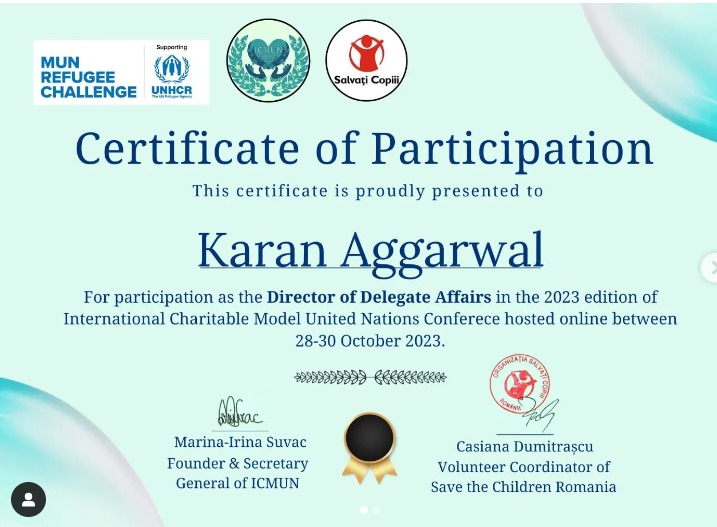 MUN
REFUGEE
CHALLENGE
Supporting
UNHCR
The UN Refugee Agency
ICMUN
Salvați Copiii
Certificate of Participation
This certificate is proudly presented to
Karan Aggarwal
For participation as the Director of Delegate Affairs in the 2023 edition of
International Charitable Model United Nations Conferece hosted online between
28-30 October 2023.
ORGANIZAȚIA SALVAȚI COPIII
ROMÂNIA
Marina-Irina Suvac
Founder & Secretary
General of ICMUN
Casiana Dumitrașcu
Volunteer Coordinator of
Save the Children Romania